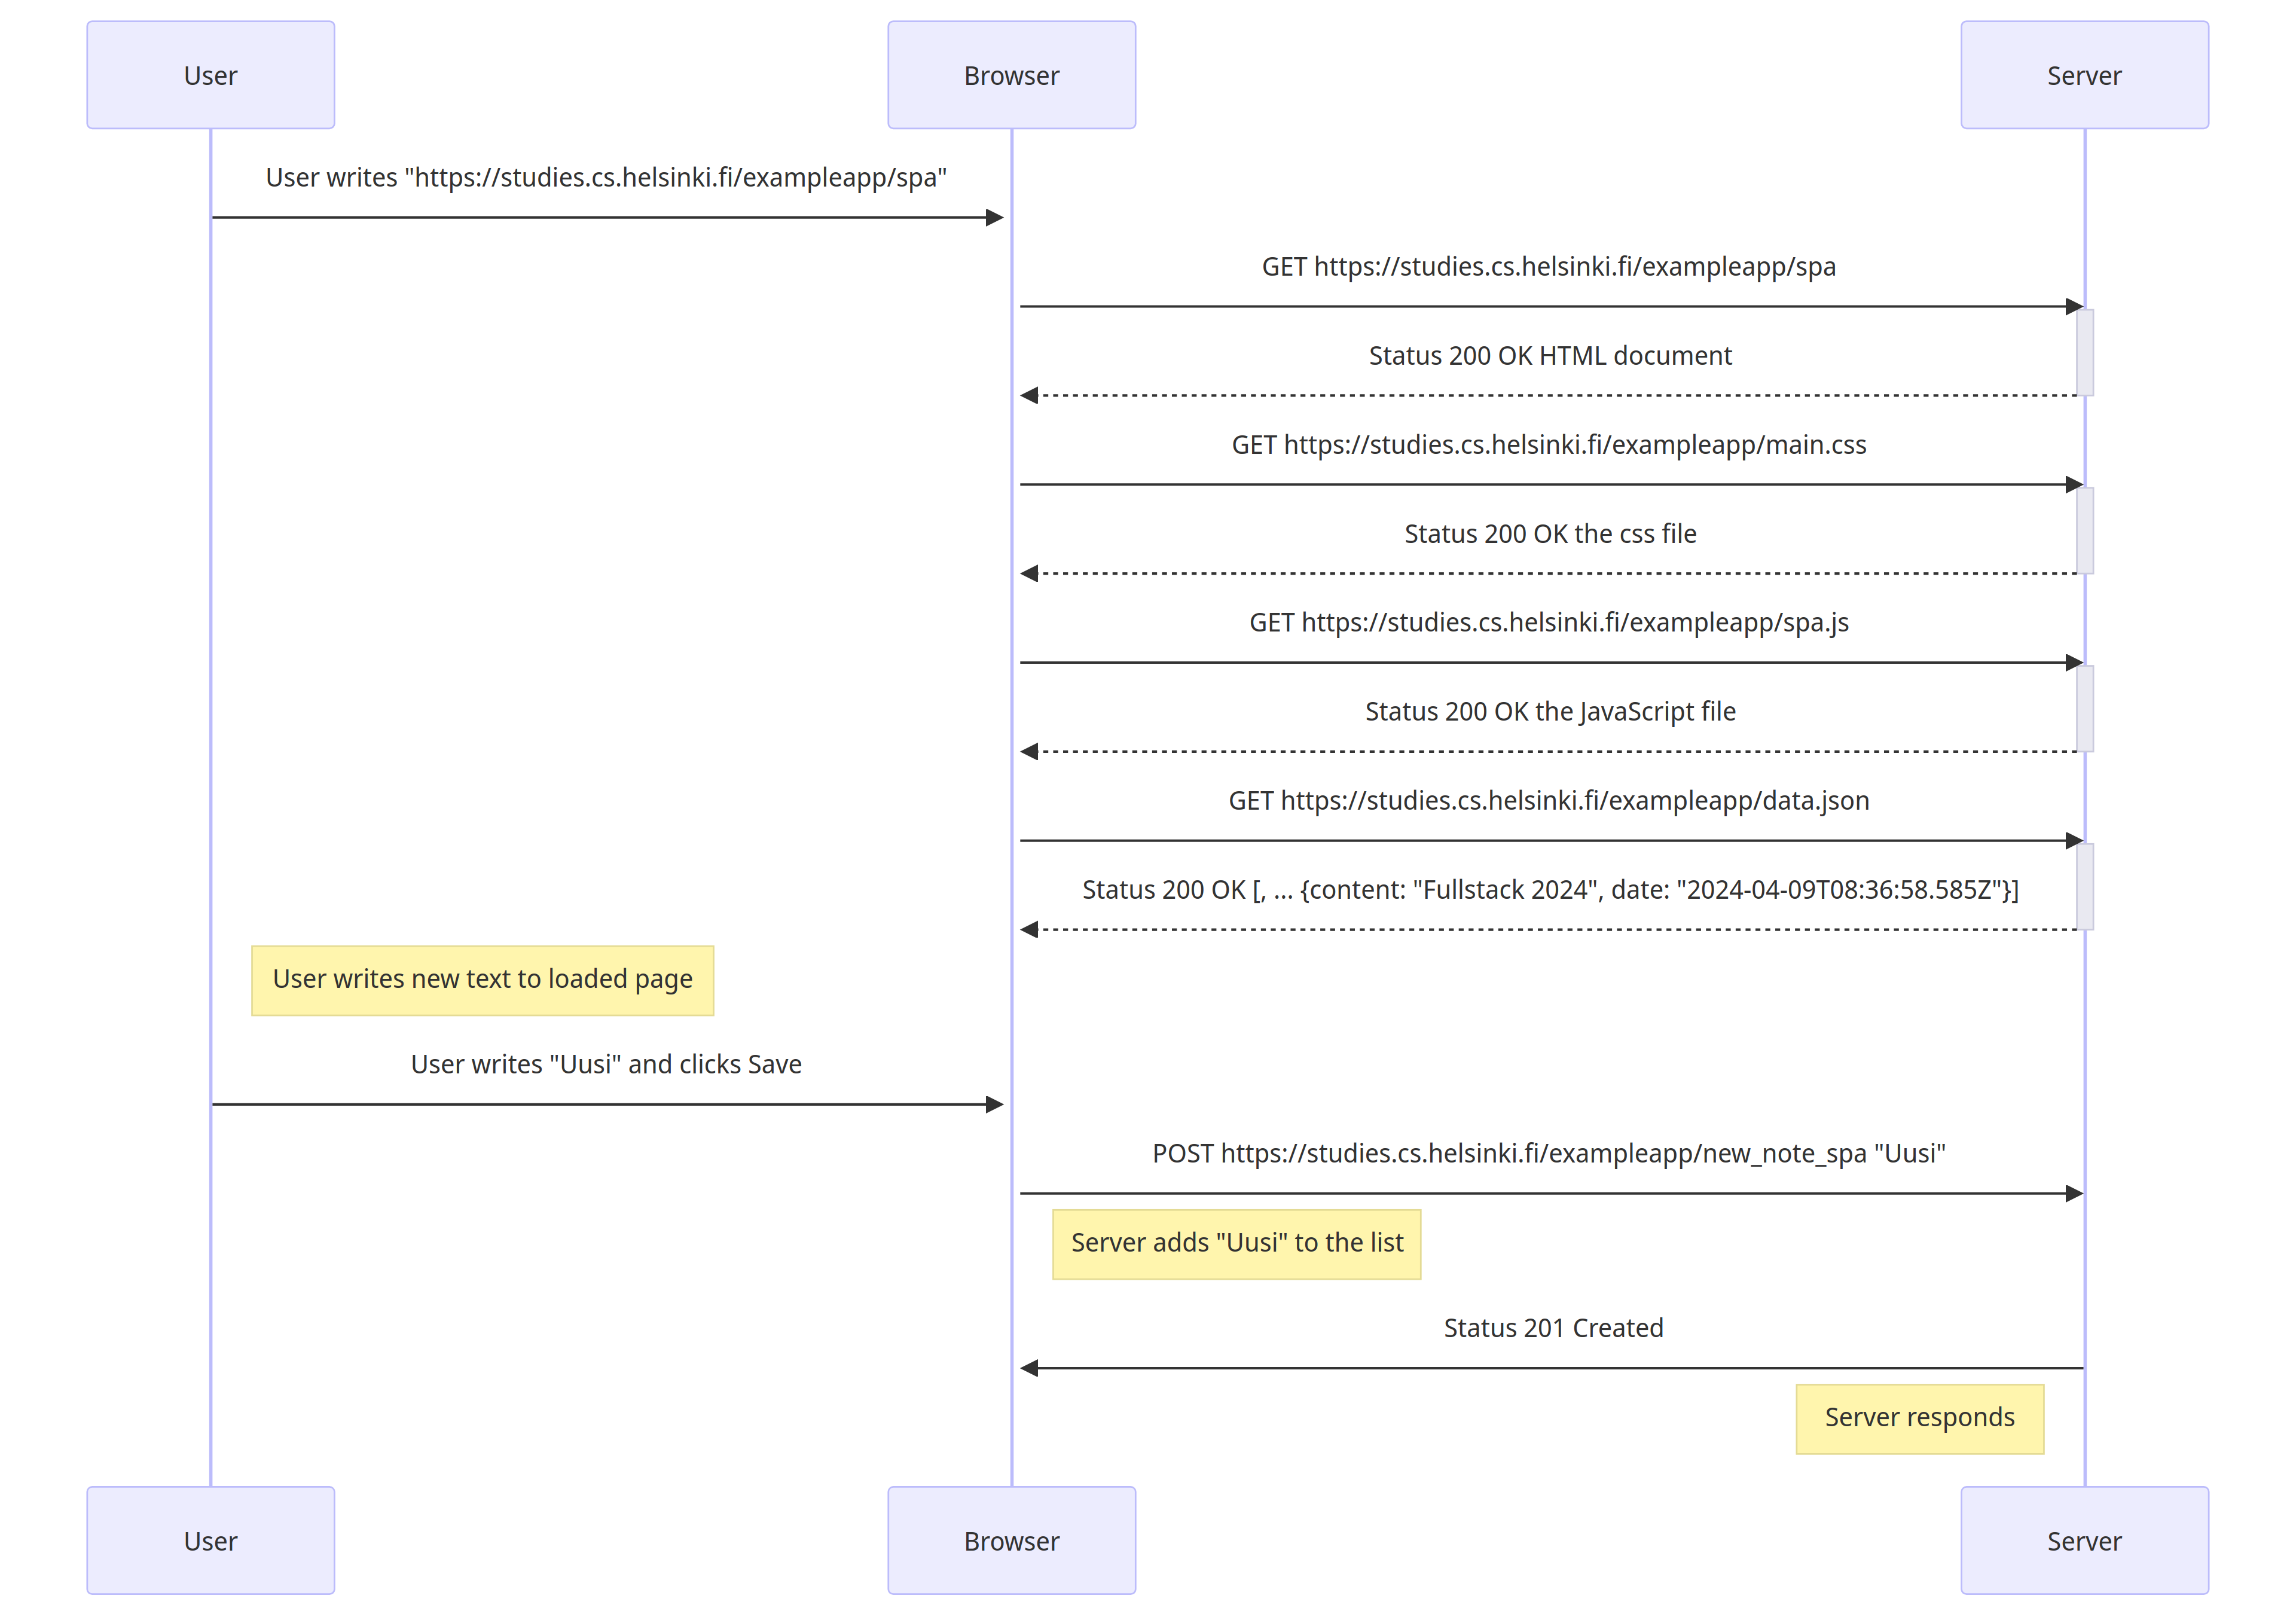 User
Browser
Server
User writes "https://studies.cs.helsinki.fi/exampleapp/spa"
GET https://studies.cs.helsinki.fi/exampleapp/spa
Status 200 OK HTML document
GET https://studies.cs.helsinki.fi/exampleapp/main.css
Status 200 OK the css file
GET https://studies.cs.helsinki.fi/exampleapp/spa.js
Status 200 OK the JavaScript file
GET https://studies.cs.helsinki.fi/exampleapp/data.json
Status 200 OK [, ... {content: "Fullstack 2024", date: "2024-04-09T08:36:58.585Z"}]
User writes new text to loaded page
User writes "Uusi" and clicks Save
POST https://studies.cs.helsinki.fi/exampleapp/new_note_spa "Uusi"
Server adds "Uusi" to the list
Status 201 Created
Server responds
User
Browser
Server